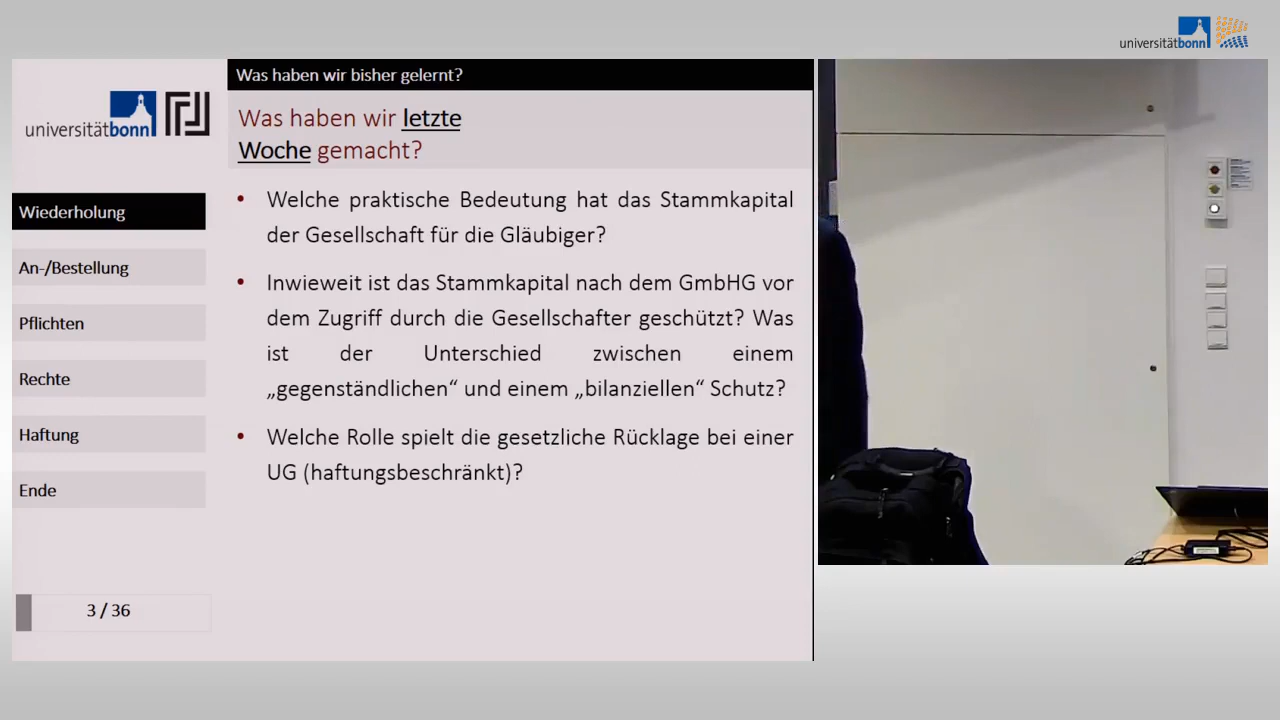 universitätbonn
Was haben wir bisher gelernt?
universitätbonn
Was haben wir letzte
Woche gemacht?
Wiederholung
An-/Bestellung
Pflichten
Rechte
Haftung
Ende
3 / 36
• Welche praktische Bedeutung hat das Stammkapital
der Gesellschaft für die Gläubiger?
• Inwieweit ist das Stammkapital nach dem GmbHG vor
dem Zugriff durch die Gesellschafter geschützt? Was
ist der Unterschied zwischen einem
„gegenständlichen“ und einem „bilanziellen“ Schutz?
• Welche Rolle spielt die gesetzliche Rücklage bei einer
UG (haftungsbeschränkt)?